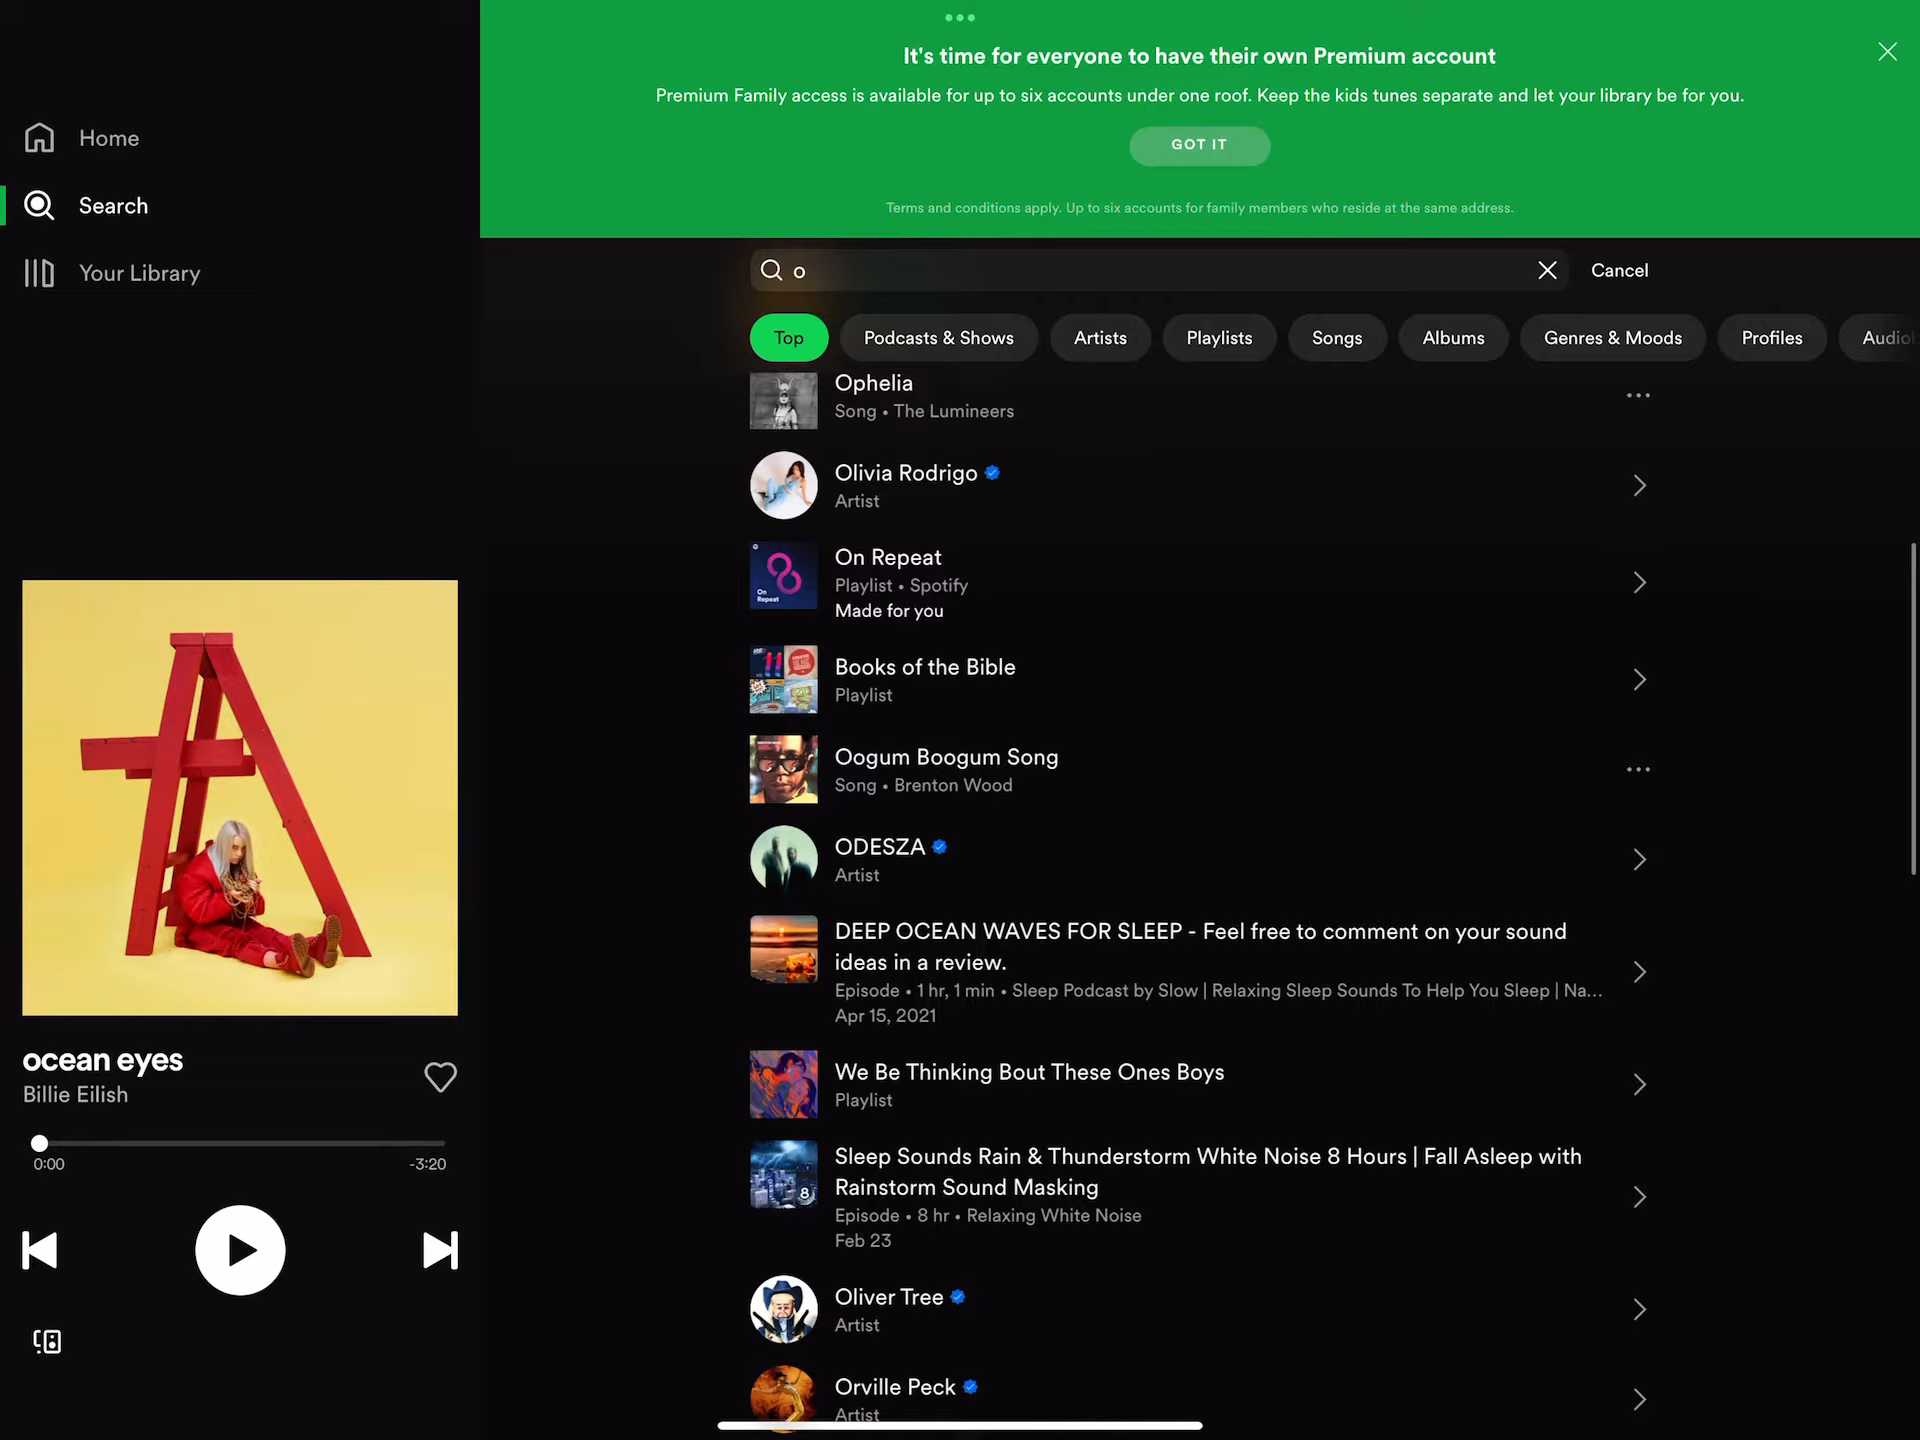 It's time for everyone to have their own Premium account
Premium Family access is available for up to six accounts under one roof. Keep the kids tunes separate and let your library be for you.
GOT IT
Terms and conditions apply. Up to six accounts for family members who reside at the same address.
Home
Search
Your Library
o
Cancel
Top
Podcasts & Shows
Artists
Playlists
Songs
Albums
Genres & Moods
Profiles
Audio
Ophelia
Song • The Lumineers
Olivia Rodrigo
Artist
On Repeat
On Repeat
Playlist • Spotify
Made for you
Books of the Bible
Playlist
Oogum Boogum Song
Song • Brenton Wood
ODESZA
Artist
DEEP OCEAN WAVES FOR SLEEP - Feel free to comment on your sound
ideas in a review.
Episode • 1 hr, 1 min • Sleep Podcast by Slow | Relaxing Sleep Sounds To Help You Sleep | Na...
Apr 15, 2021
We Be Thinking Bout These Ones Boys
Playlist
8
Sleep Sounds Rain & Thunderstorm White Noise 8 Hours | Fall Asleep with
Rainstorm Sound Masking
Episode • 8 hr • Relaxing White Noise
Feb 23
Oliver Tree
Artist
Orville Peck
Artist
ocean eyes
Billie Eilish
0:00
-3:20